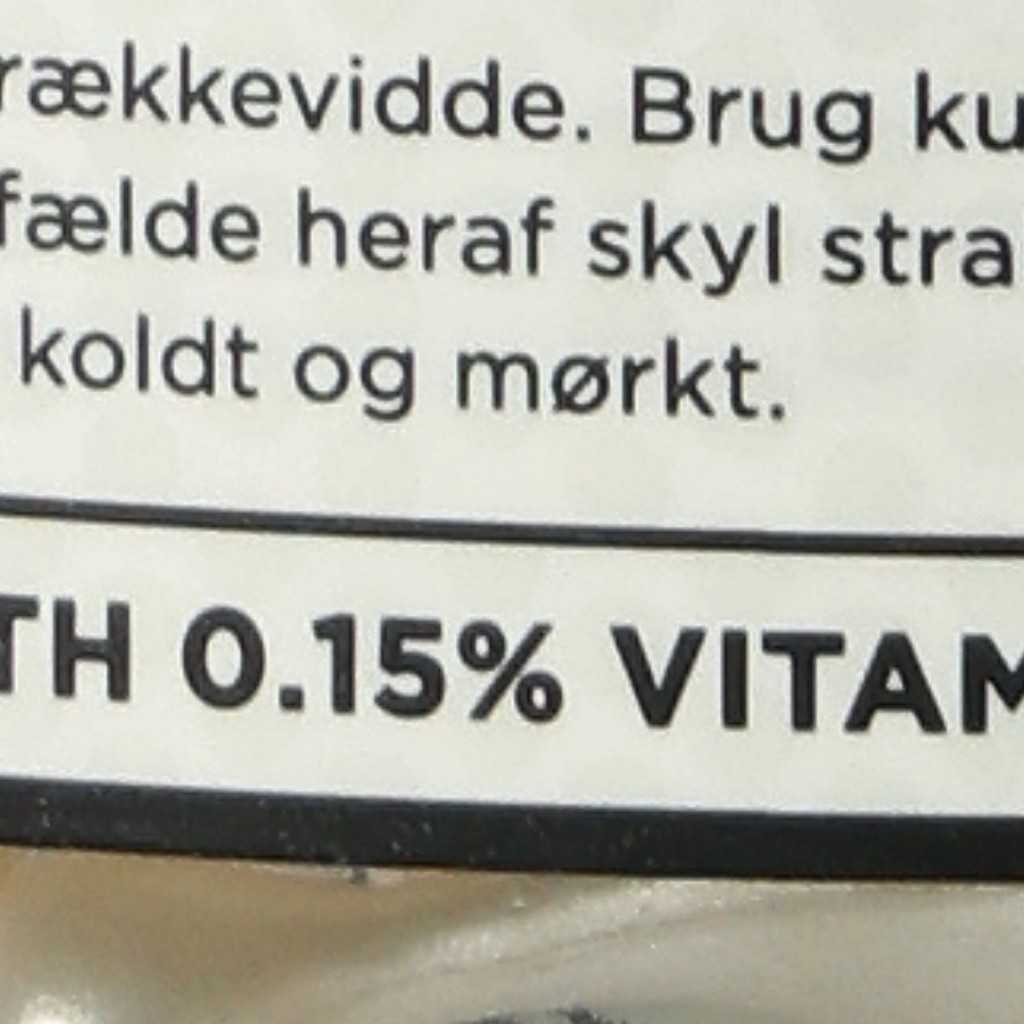 rækkevidde. Brug ku
fælde heraf skyl stra
koldt og mørkt.
TH 0.15% VITAM